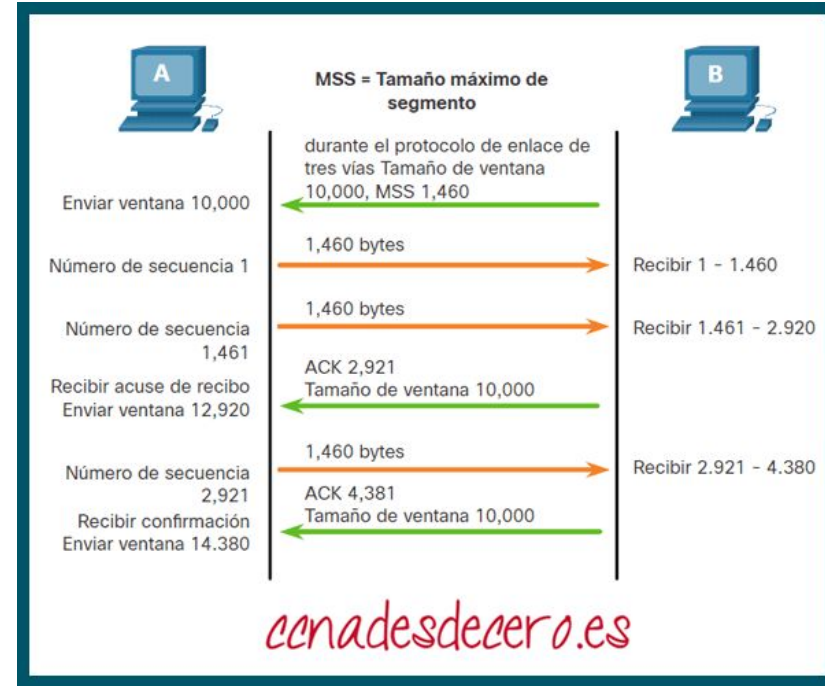 A
B
MSS = Tamaño máximo de
segmento
durante el protocolo de enlace de
tres vías Tamaño de ventana
10,000, MSS 1,460
Enviar ventana 10,000
1,460 bytes
Número de secuencia 1
Recibir 1 - 1.460
1,460 bytes
Número de secuencia
1,461
Recibir 1.461 - 2.920
ACK 2,921
Tamaño de ventana 10,000
Recibir acuse de recibo
Enviar ventana 12,920
1,460 bytes
Número de secuencia
2,921
Recibir 2.921 - 4.380
ACK 4,381
Tamaño de ventana 10,000
Recibir confirmación
Enviar ventana 14.380
ccnadesdecero.es